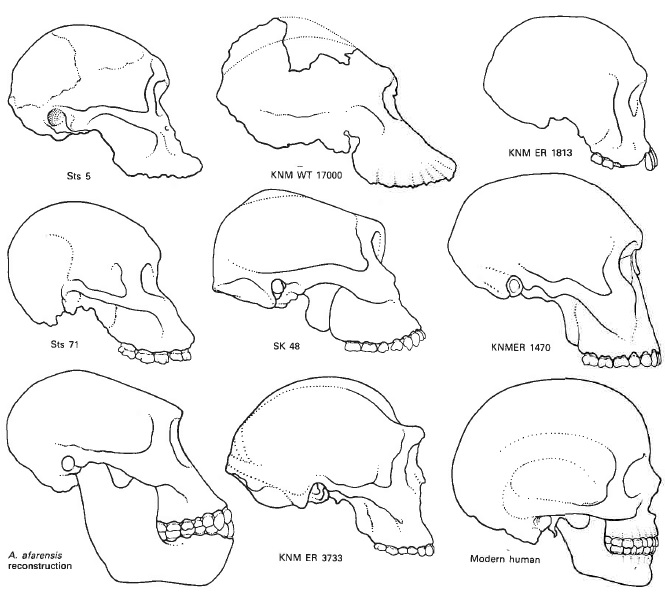 Sts 5
KNM WT 17000
KNM ER 1813
Sts 71
SK 48
KNMER 1470
A. afarensis
reconstruction
KNM ER 3733
Modern human